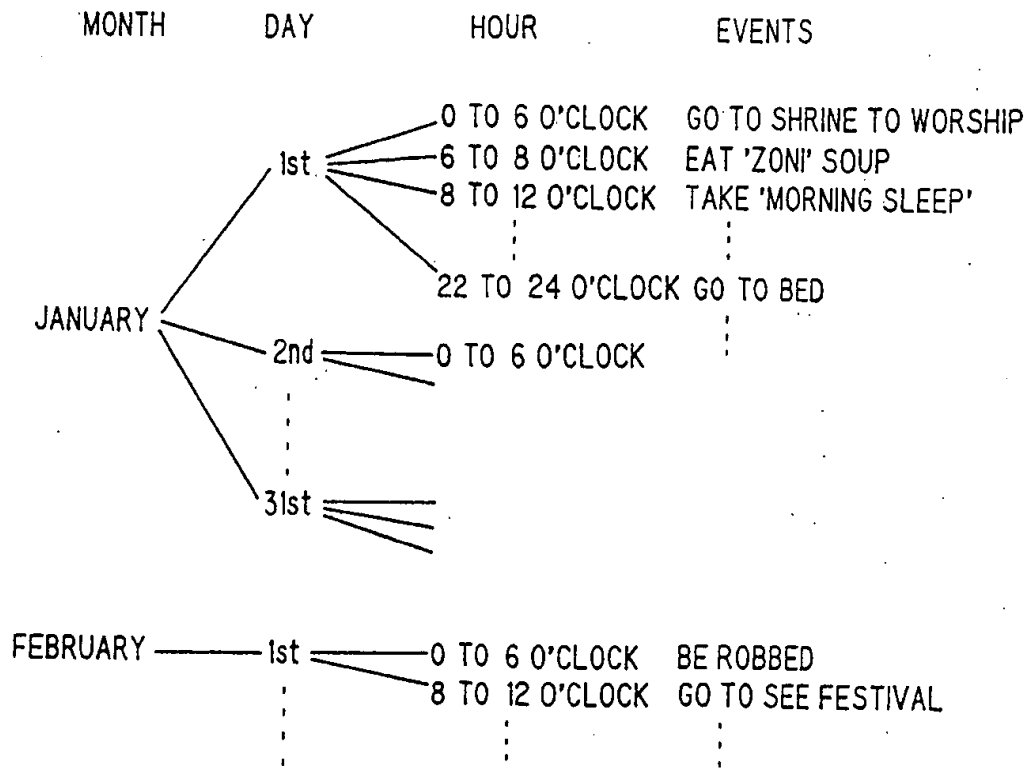 MONTH DAY HOUR EVENTS
0 TO 6 O'CLOCK GO TO SHRINE TO WORSHIP
1st 6 TO 8 O'CLOCK EAT 'ZONI' SOUP
8 TO 12 O'CLOCK TAKE 'MORNING SLEEP'
22 TO 24 O'CLOCK GO TO BED
JANUARY
2nd 0 TO 6 O'CLOCK
31st
FEBRUARY 1st 0 TO 6 O'CLOCK BE ROBBED
8 TO 12 O'CLOCK GO TO SEE FESTIVAL